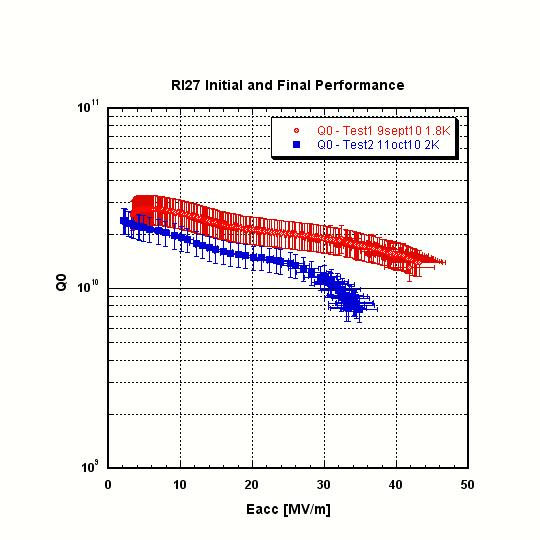 RI27 Initial and Final Performance
10^11
Q0 - Test1 9sept10 1.8K
Q0 - Test2 11oct10 2K
Q0
10^10
10^9
0 10 20 30 40 50
Eacc [MV/m]